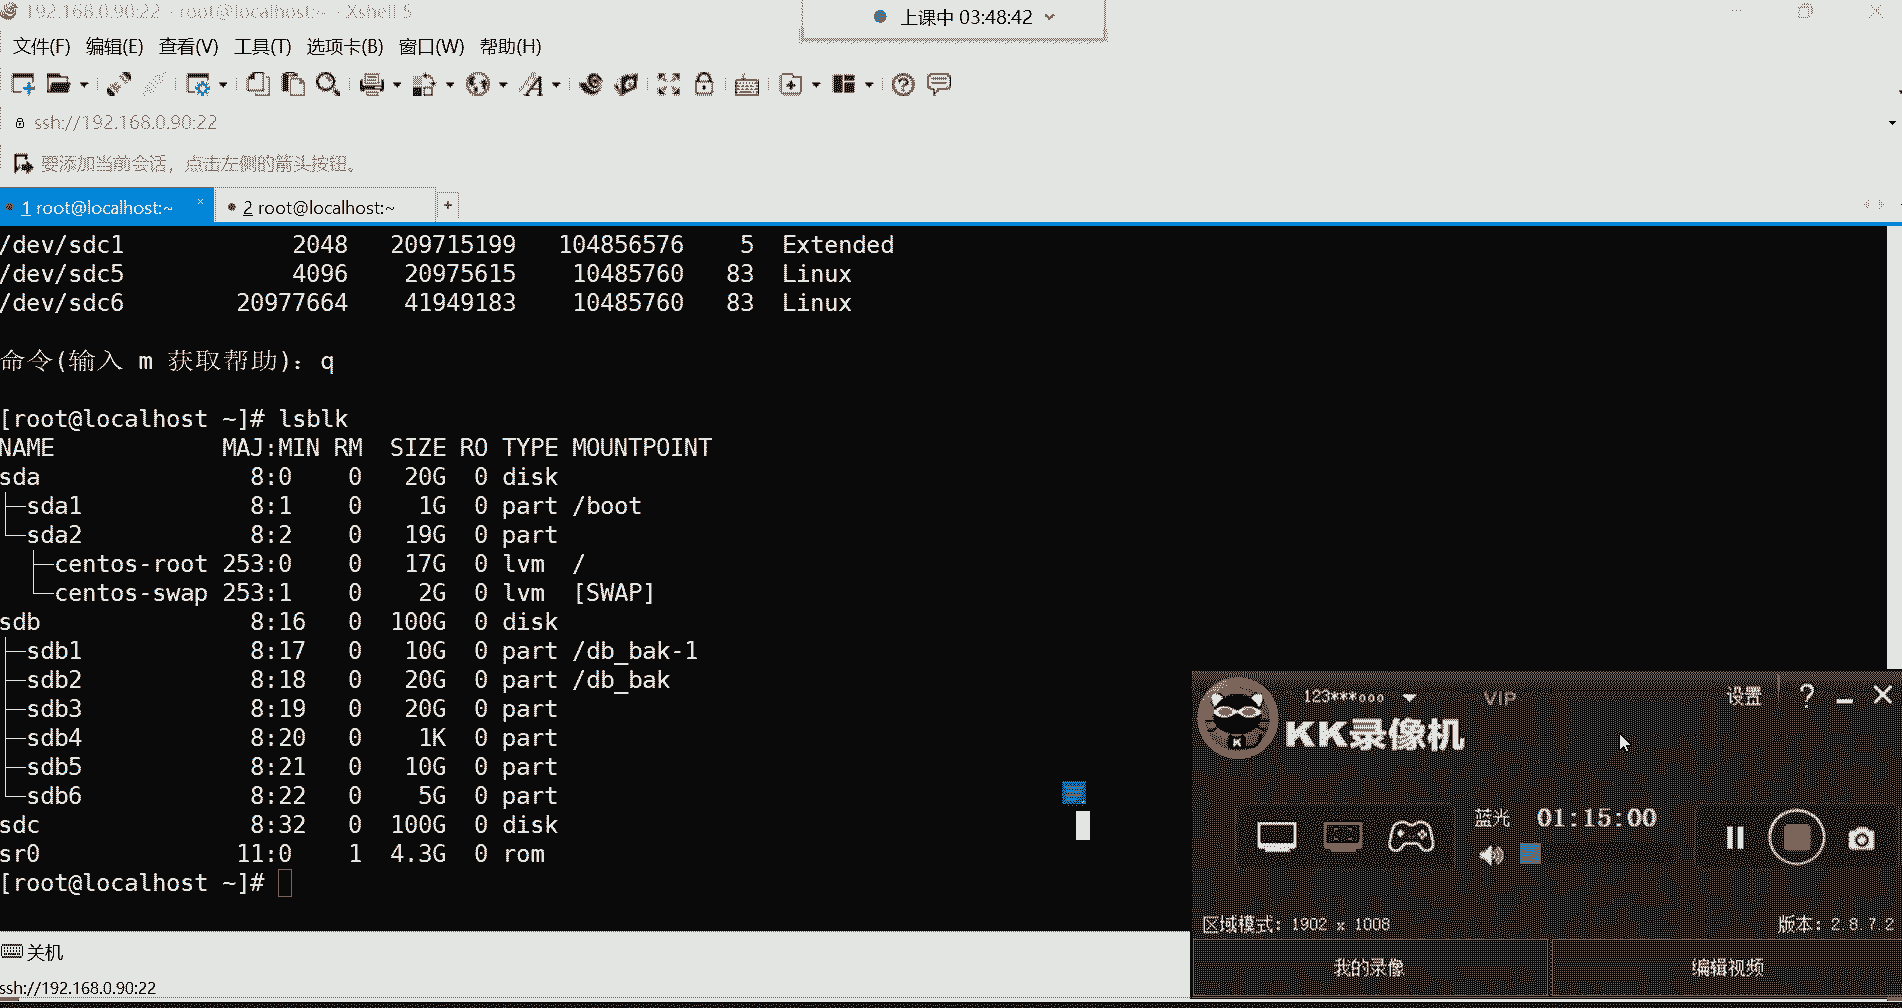 192.168.0.90:22 - root@localhost:~ - Xshell 5
上课中 03:48:42
文件(F) 编辑(E) 查看(V) 工具(T) 选项卡(B) 窗口(W) 帮助(H)
ssh://192.168.0.90:22
要添加当前会话，点击左侧的箭头按钮。
1 root@localhost:~ × 2 root@localhost:~ +
/dev/sdc1 2048 209715199 104856576 5 Extended
/dev/sdc5 4096 20975615 10485760 83 Linux
/dev/sdc6 20977664 41949183 10485760 83 Linux
命令(输入 m 获取帮助)：q
[root@localhost ~]# lsblk
NAME MAJ:MIN RM SIZE RO TYPE MOUNTPOINT
sda 8:0 0 20G 0 disk
├─sda1 8:1 0 1G 0 part /boot
└─sda2 8:2 0 19G 0 part
├─centos-root 253:0 0 17G 0 lvm /
└─centos-swap 253:1 0 2G 0 lvm [SWAP]
sdb 8:16 0 100G 0 disk
├─sdb1 8:17 0 10G 0 part /db_bak-1
├─sdb2 8:18 0 20G 0 part /db_bak
├─sdb3 8:19 0 20G 0 part
├─sdb4 8:20 0 1K 0 part
├─sdb5 8:21 0 10G 0 part
└─sdb6 8:22 0 5G 0 part
sdc 8:32 0 100G 0 disk
sr0 11:0 1 4.3G 0 rom
[root@localhost ~]#
123***ooo VIP 设置 ?
KK录像机
蓝光 01:15:00
区域模式：1902 x 1008 版本：2.8.7.2
我的录像 编辑视频
关机
ssh://192.168.0.90:22